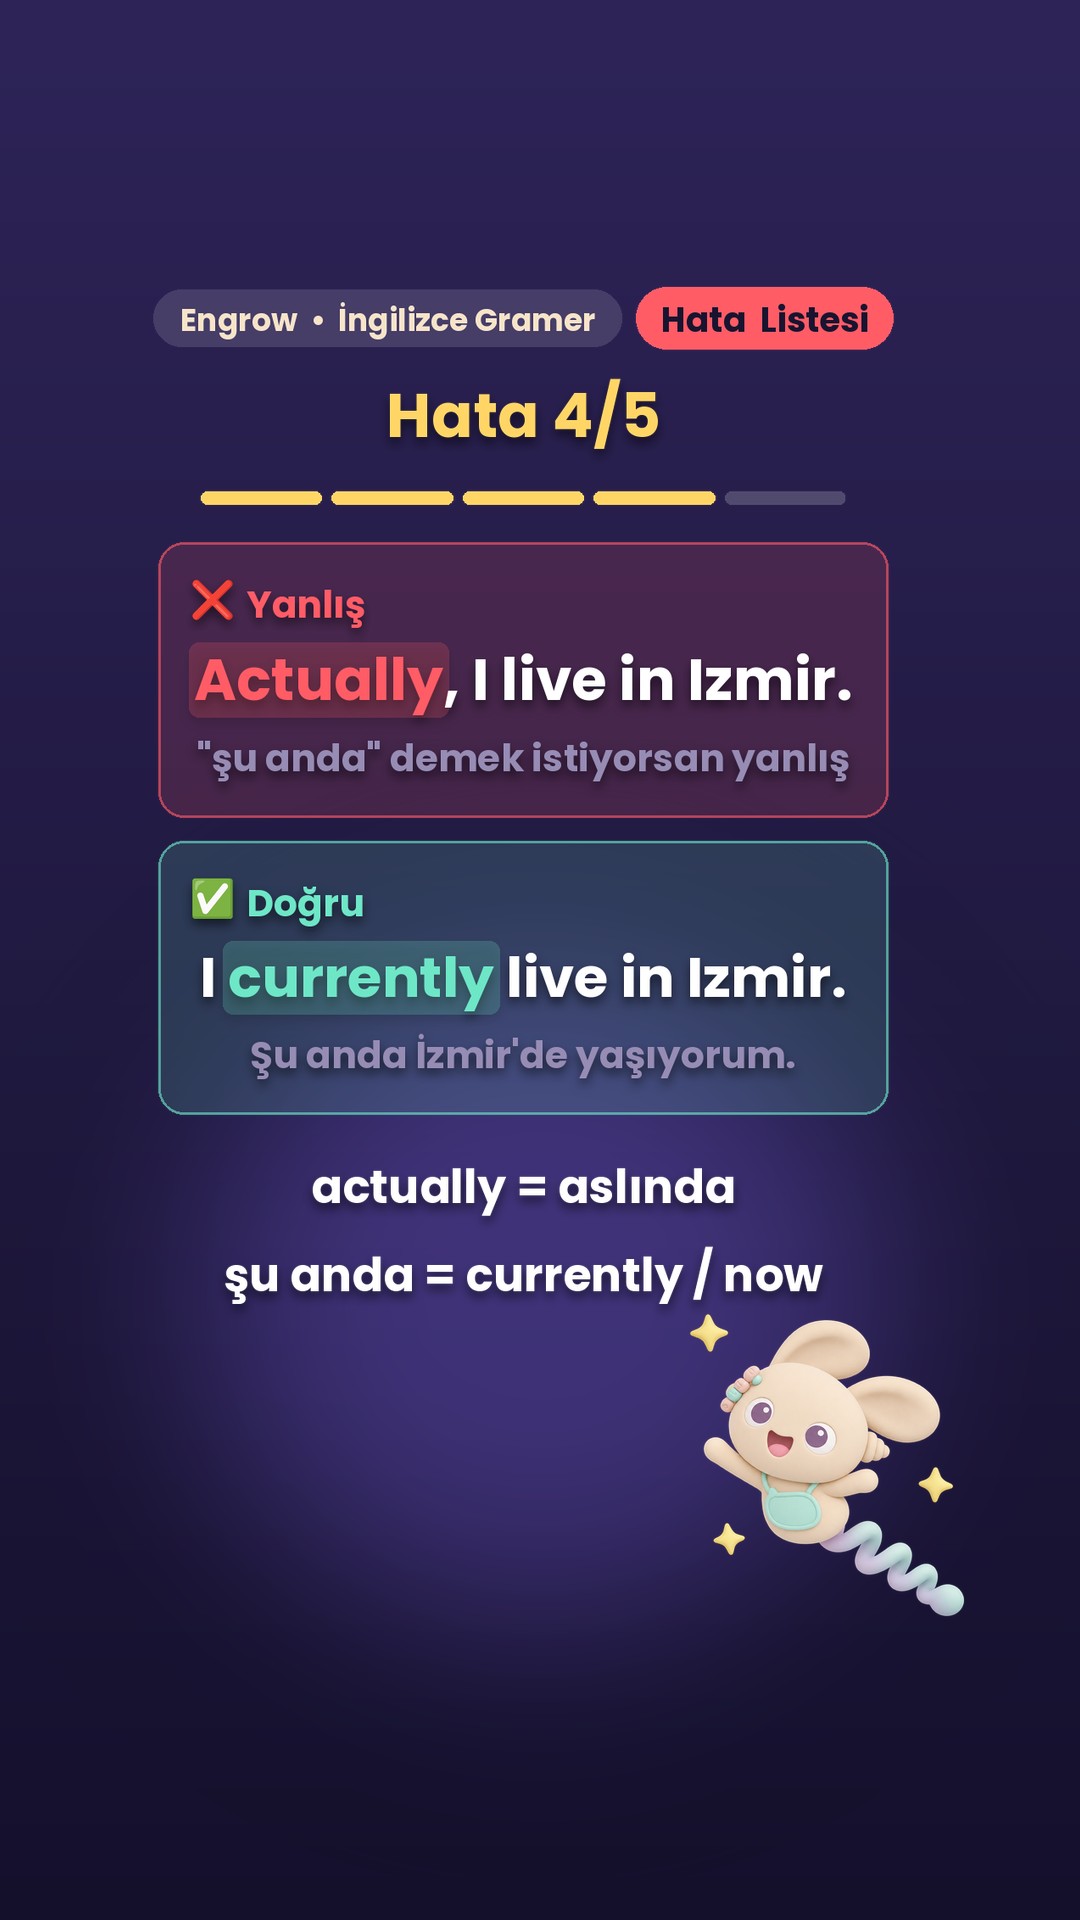 Engrow • İngilizce Gramer
Hata Listesi
Hata 4/5
❌ Yanlış
Actually, I live in Izmir.
"şu anda" demek istiyorsan yanlış
✅ Doğru
I currently live in Izmir.
Şu anda İzmir'de yaşıyorum.
actually = aslında
şu anda = currently / now